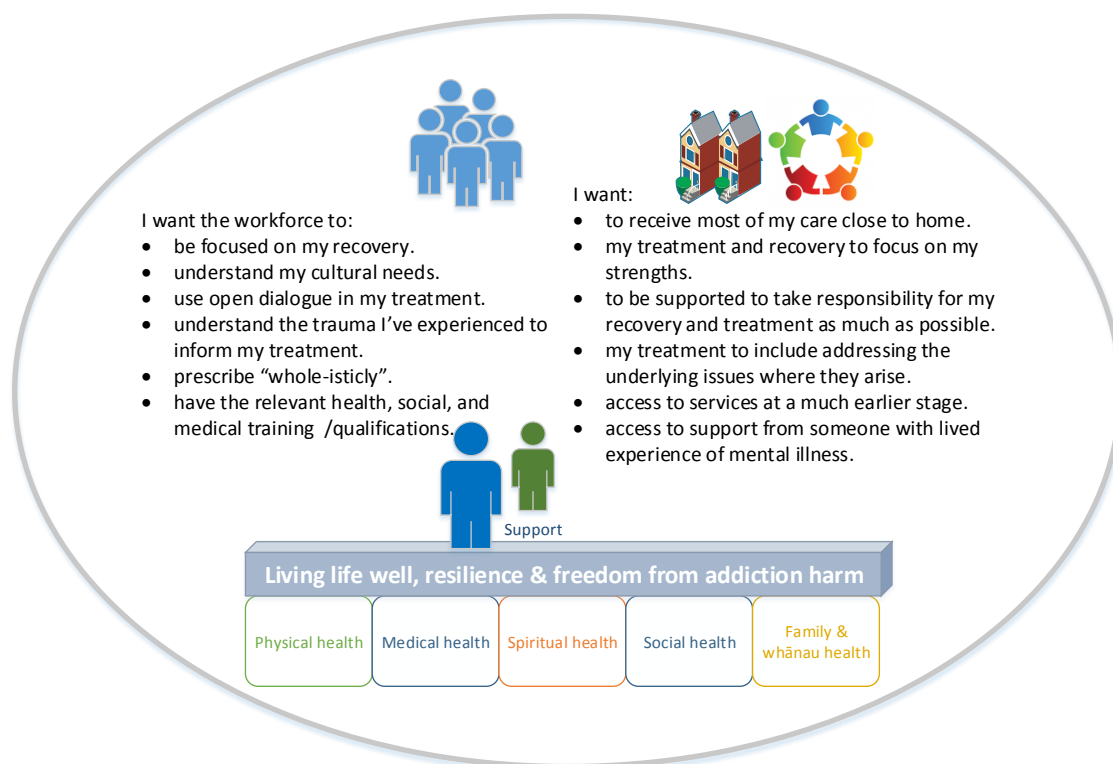 I want the workforce to:
• be focused on my recovery.
• understand my cultural needs.
• use open dialogue in my treatment.
• understand the trauma I’ve experienced to
inform my treatment.
• prescribe “whole-isticly”.
• have the relevant health, social, and
medical training /qualifications.
I want:
• to receive most of my care close to home.
• my treatment and recovery to focus on my
strengths.
• to be supported to take responsibility for my
recovery and treatment as much as possible.
• my treatment to include addressing the
underlying issues where they arise.
• access to services at a much earlier stage.
• access to support from someone with lived
experience of mental illness.
Support
Living life well, resilience & freedom from addiction harm
Physical health
Medical health
Spiritual health
Social health
Family &
whānau health